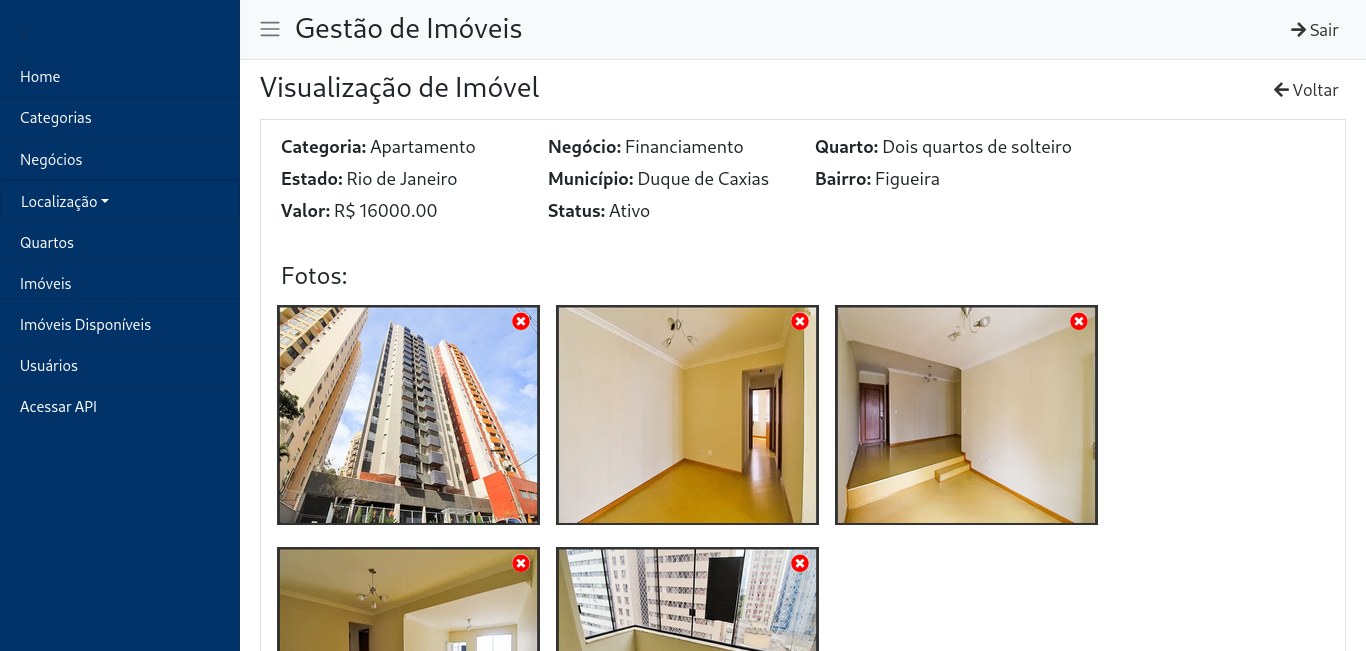 Gestão de Imóveis
Sair
Home
Categorias
Negócios
Localização
Quartos
Imóveis
Imóveis Disponíveis
Usuários
Acessar API
Visualização de Imóvel
Voltar
Categoria: Apartamento
Negócio: Financiamento
Quarto: Dois quartos de solteiro
Estado: Rio de Janeiro
Município: Duque de Caxias
Bairro: Figueira
Valor: R$ 16000.00
Status: Ativo
Fotos: